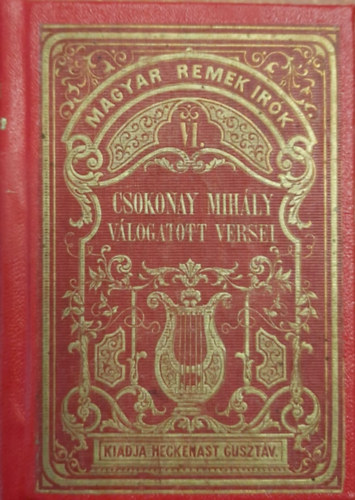 MAGYAR REMEK IRÓK
VI.
CSOKONAY MIHÁLY
VÁLOGATOTT VERSEI
KIADJA HECKENAST GUSZTÁV.